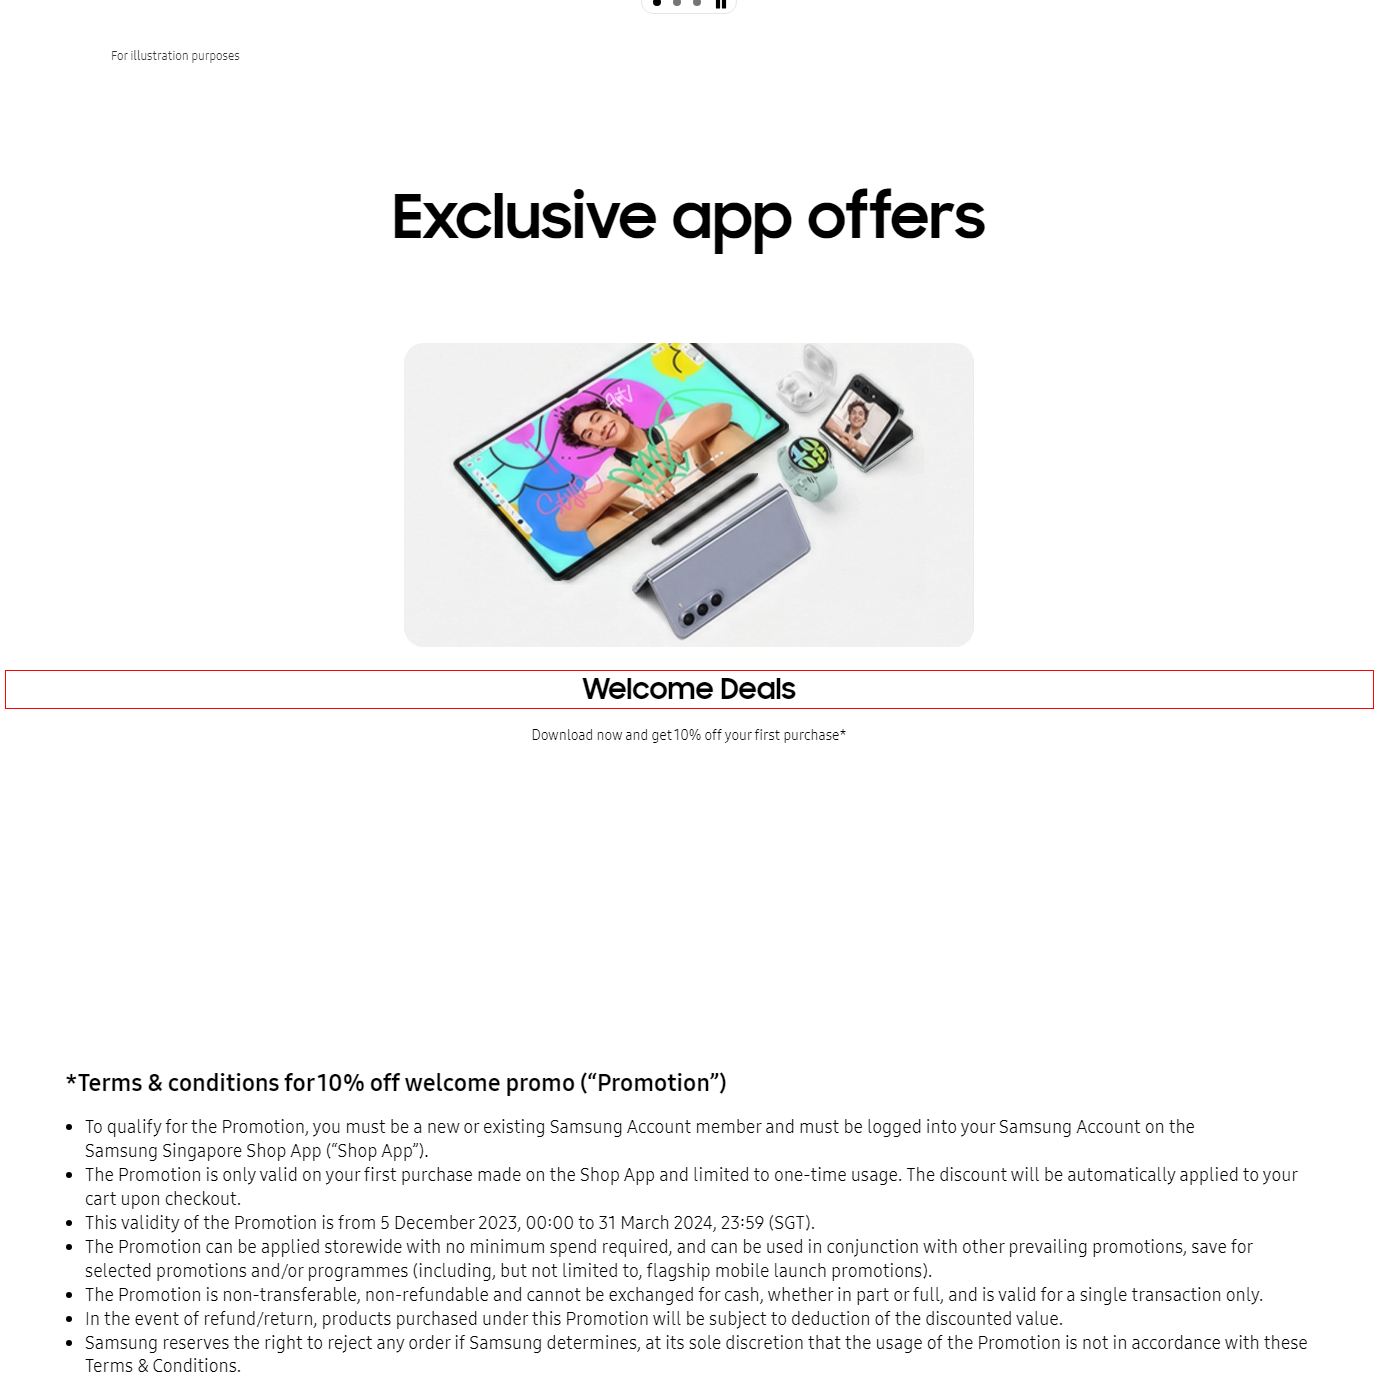 For illustration purposes
Exclusive app offers
Art
Style
Welcome Deals
Download now and get 10% off your first purchase*
*Terms & conditions for 10% off welcome promo (“Promotion”)
• To qualify for the Promotion, you must be a new or existing Samsung Account member and must be logged into your Samsung Account on the
Samsung Singapore Shop App (“Shop App”).
• The Promotion is only valid on your first purchase made on the Shop App and limited to one-time usage. The discount will be automatically applied to your
cart upon checkout.
• This validity of the Promotion is from 5 December 2023, 00:00 to 31 March 2024, 23:59 (SGT).
• The Promotion can be applied storewide with no minimum spend required, and can be used in conjunction with other prevailing promotions, save for
selected promotions and/or programmes (including, but not limited to, flagship mobile launch promotions).
• The Promotion is non-transferable, non-refundable and cannot be exchanged for cash, whether in part or full, and is valid for a single transaction only.
• In the event of refund/return, products purchased under this Promotion will be subject to deduction of the discounted value.
• Samsung reserves the right to reject any order if Samsung determines, at its sole discretion that the usage of the Promotion is not in accordance with these
Terms & Conditions.